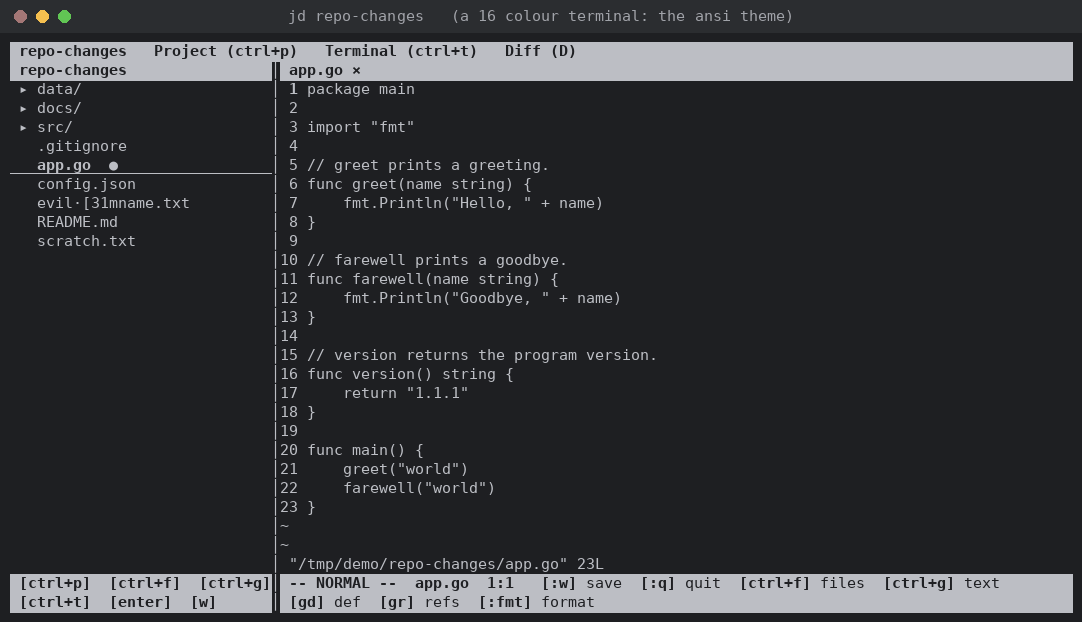 jd repo-changes   (a 16 colour terminal: the ansi theme)
repo-changes   Project (ctrl+p)   Terminal (ctrl+t)   Diff (D)
repo-changes
▸ data/
▸ docs/
▸ src/
  .gitignore
  app.go  ●
  config.json
  evil·[31mname.txt
  README.md
  scratch.txt
[ctrl+p]  [ctrl+f]  [ctrl+g]
[ctrl+t]  [enter]  [w]
app.go ×
 1 package main
 2
 3 import "fmt"
 4
 5 // greet prints a greeting.
 6 func greet(name string) {
 7     fmt.Println("Hello, " + name)
 8 }
 9
10 // farewell prints a goodbye.
11 func farewell(name string) {
12     fmt.Println("Goodbye, " + name)
13 }
14
15 // version returns the program version.
16 func version() string {
17     return "1.1.1"
18 }
19
20 func main() {
21     greet("world")
22     farewell("world")
23 }
~
~
"/tmp/demo/repo-changes/app.go" 23L
-- NORMAL --  app.go  1:1   [:w] save  [:q] quit  [ctrl+f] files  [ctrl+g] text
[gd] def  [gr] refs  [:fmt] format